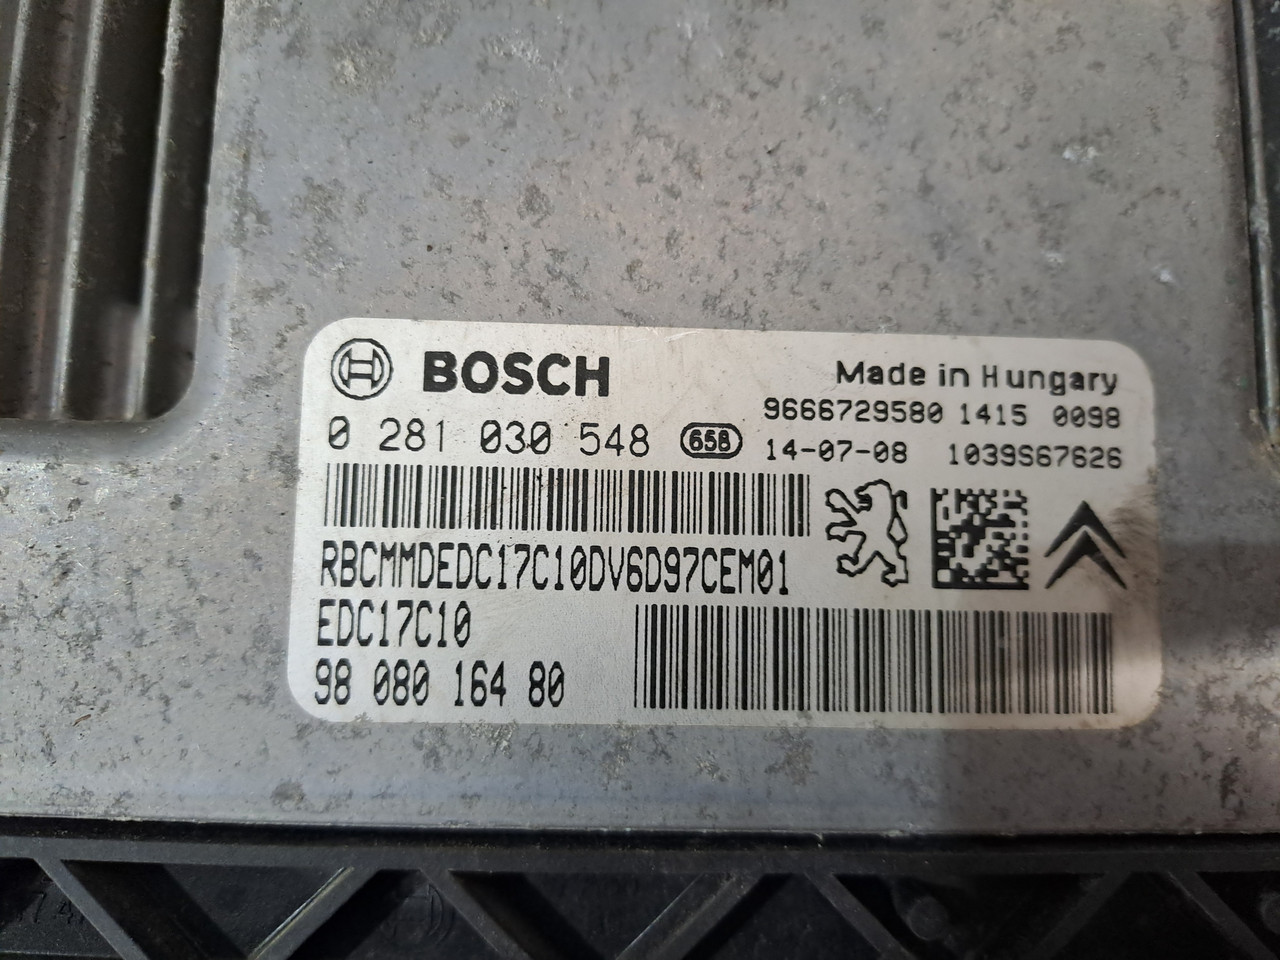 BOSCH
Made in Hungary
9666729580 1415 0098
0 281 030 548 658 14-07-08 1039S67626
RBCMMDEDC17C10DV6D97CEM01
EDC17C10
98 080 164 80